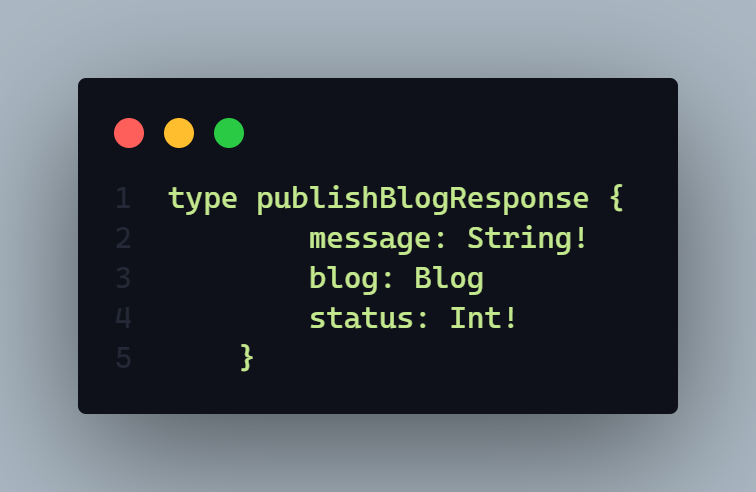 1 type publishBlogResponse {
2 message: String!
3 blog: Blog
4 status: Int!
5 }